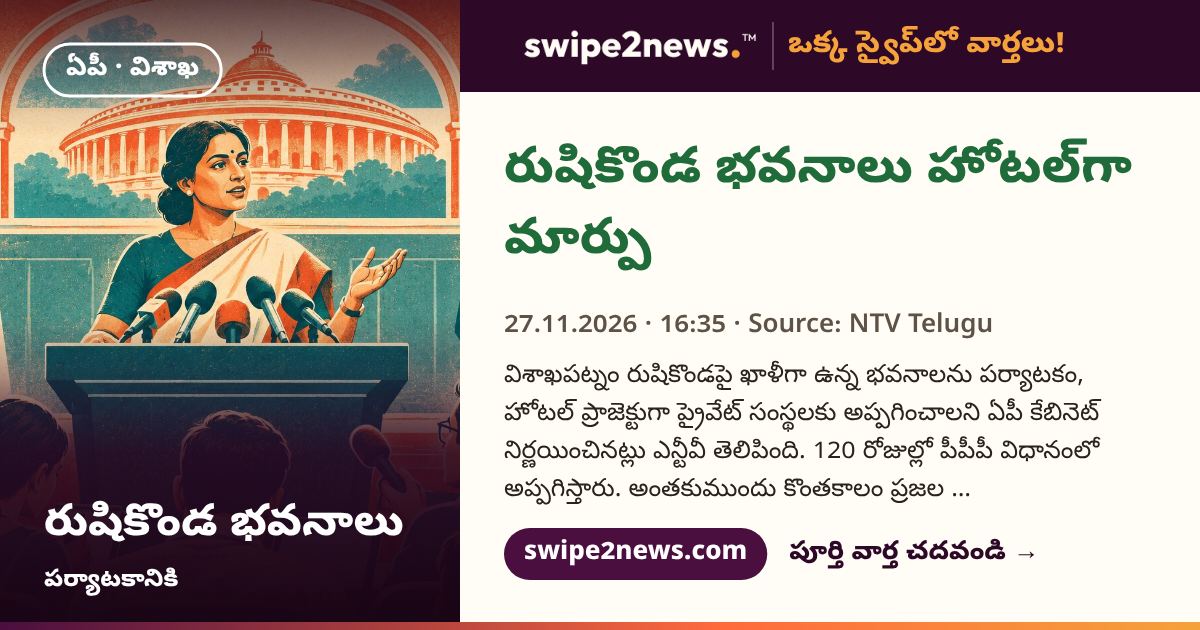 ఏపీ · విశాఖ
swipe2news.™
ఒక్క స్వైప్‌లో వార్తలు!
రుషికొండ భవనాలు హోటల్‌గా
మార్పు
27.11.2026 · 16:35 · Source: NTV Telugu
విశాఖపట్నం రుషికొండపై ఖాళీగా ఉన్న భవనాలను పర్యాటకం,
హోటల్ ప్రాజెక్టుగా ప్రైవేట్ సంస్థలకు అప్పగించాలని ఏపీ కేబినెట్
నిర్ణయించినట్లు ఎన్టీవీ తెలిపింది. 120 రోజుల్లో పీపీపీ విధానంలో
అప్పగిస్తారు. అంతకుముందు కొంతకాలం ప్రజల ...
swipe2news.com
పూర్తి వార్త చదవండి →
రుషికొండ భవనాలు
పర్యాటకానికి